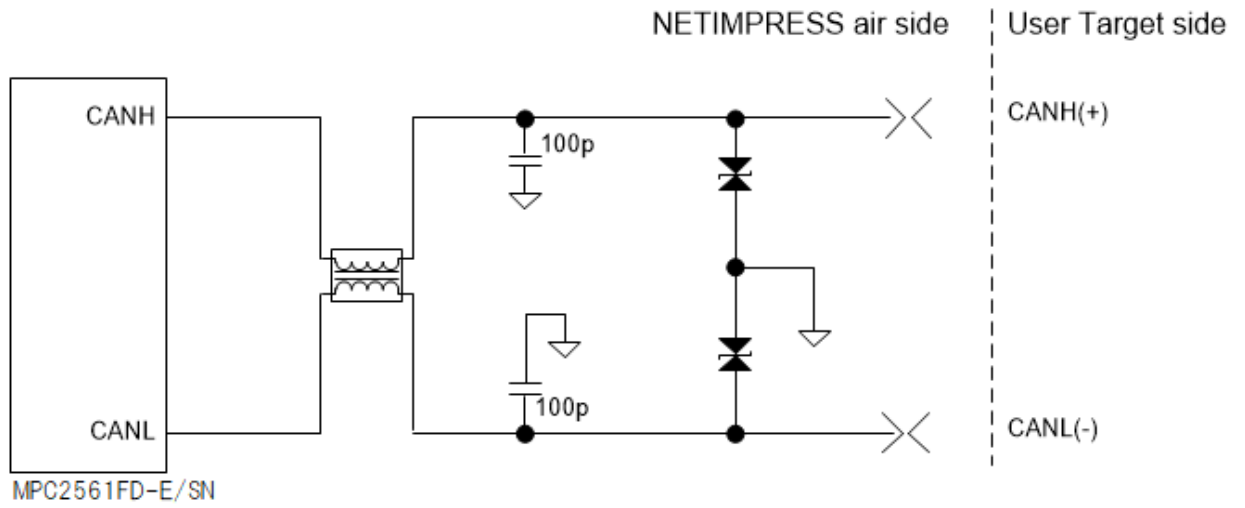 NETIMPRESS air side
User Target side
CANH
CANH(+)
100p
100p
CANL
CANL(-)
MPC2561FD-E/SN